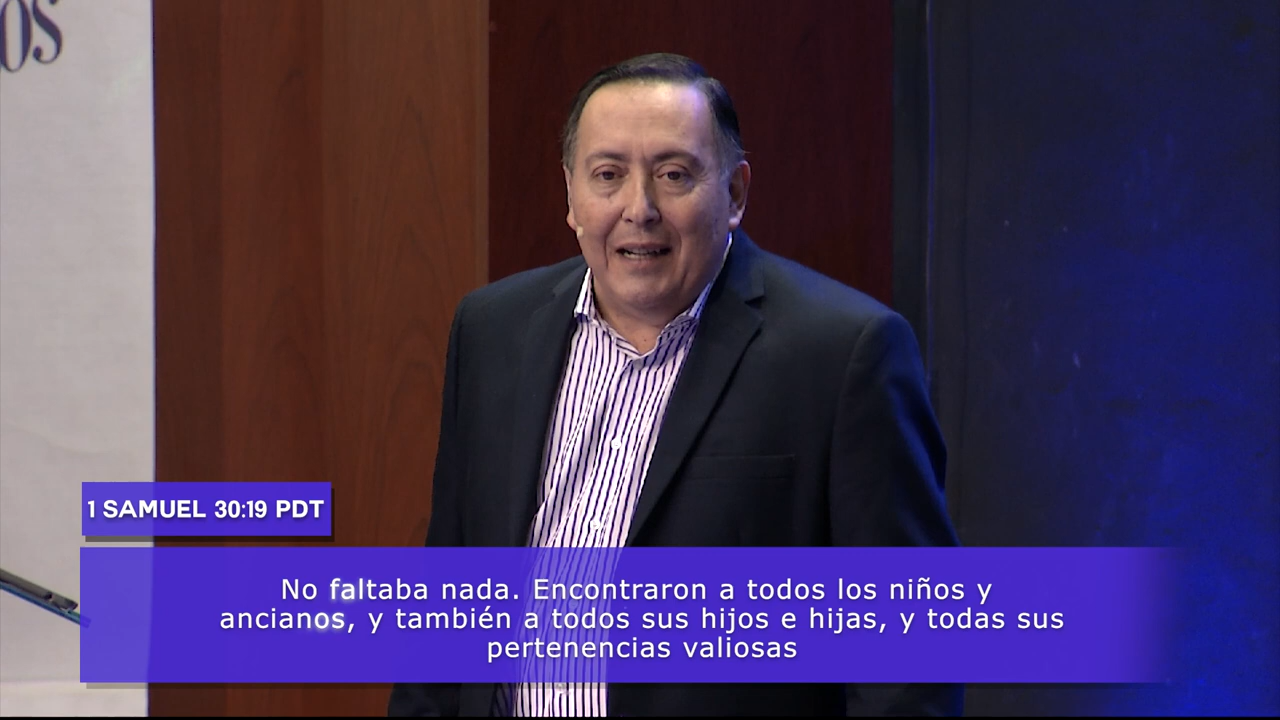 OS
1 SAMUEL 30:19 PDT
No faltaba nada. Encontraron a todos los niños y
ancianos, y también a todos sus hijos e hijas, y todas sus
pertenencias valiosas